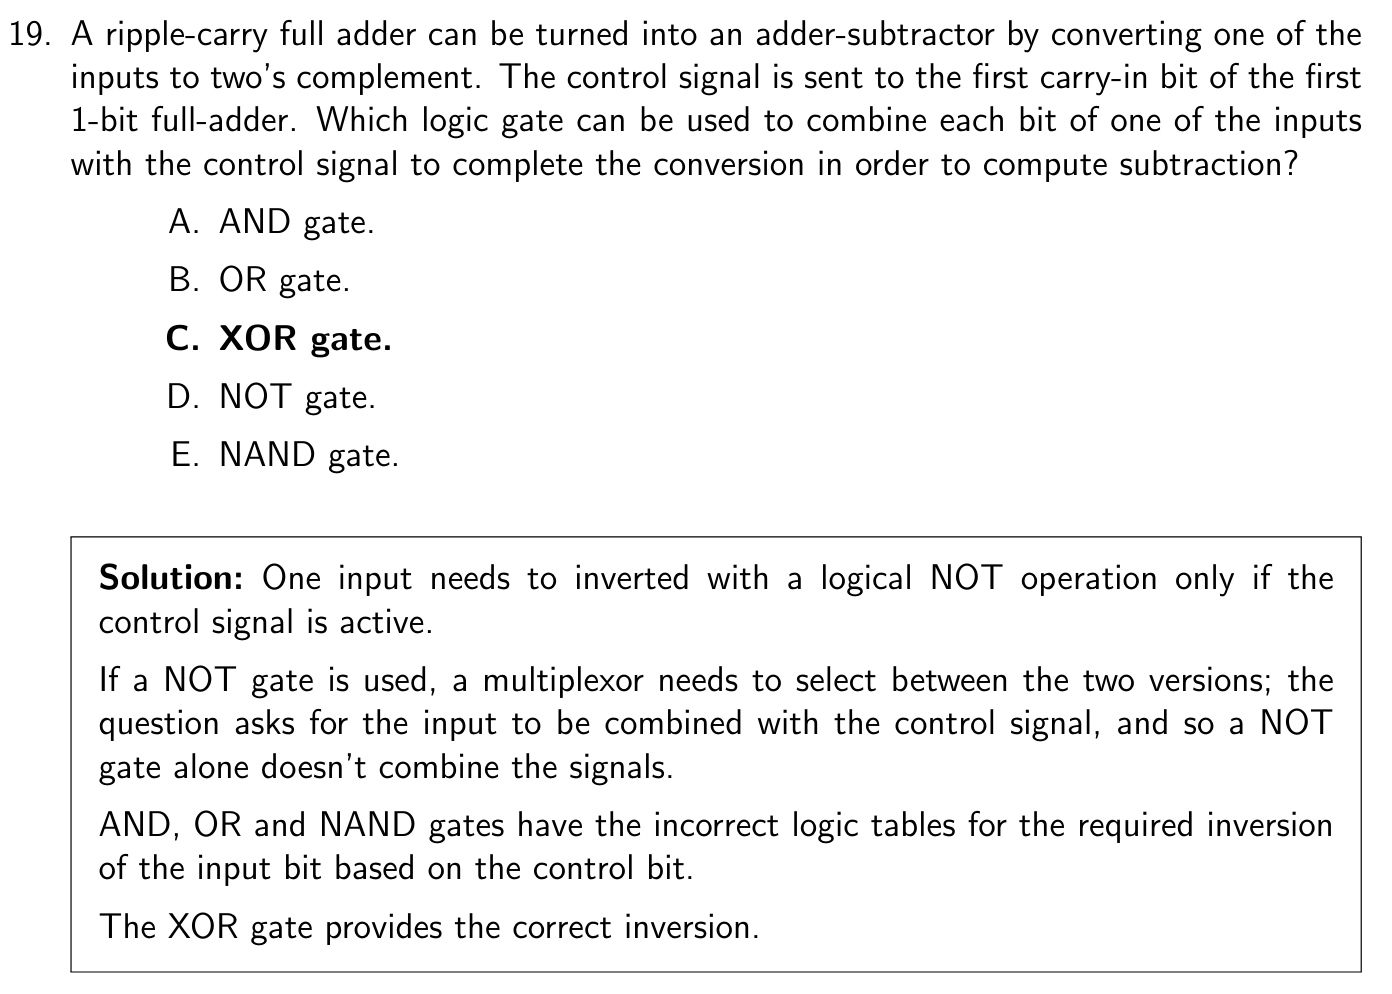 19. A ripple-carry full adder can be turned into an adder-subtractor by converting one of the
inputs to two's complement. The control signal is sent to the first carry-in bit of the first
1-bit full-adder. Which logic gate can be used to combine each bit of one of the inputs
with the control signal to complete the conversion in order to compute subtraction?
A. AND gate.
B. OR gate.
C. XOR gate.
D. NOT gate.
E. NAND gate.
Solution: One input needs to inverted with a logical NOT operation only if the
control signal is active.
If a NOT gate is used, a multiplexor needs to select between the two versions; the
question asks for the input to be combined with the control signal, and so a NOT
gate alone doesn't combine the signals.
AND, OR and NAND gates have the incorrect logic tables for the required inversion
of the input bit based on the control bit.
The XOR gate provides the correct inversion.